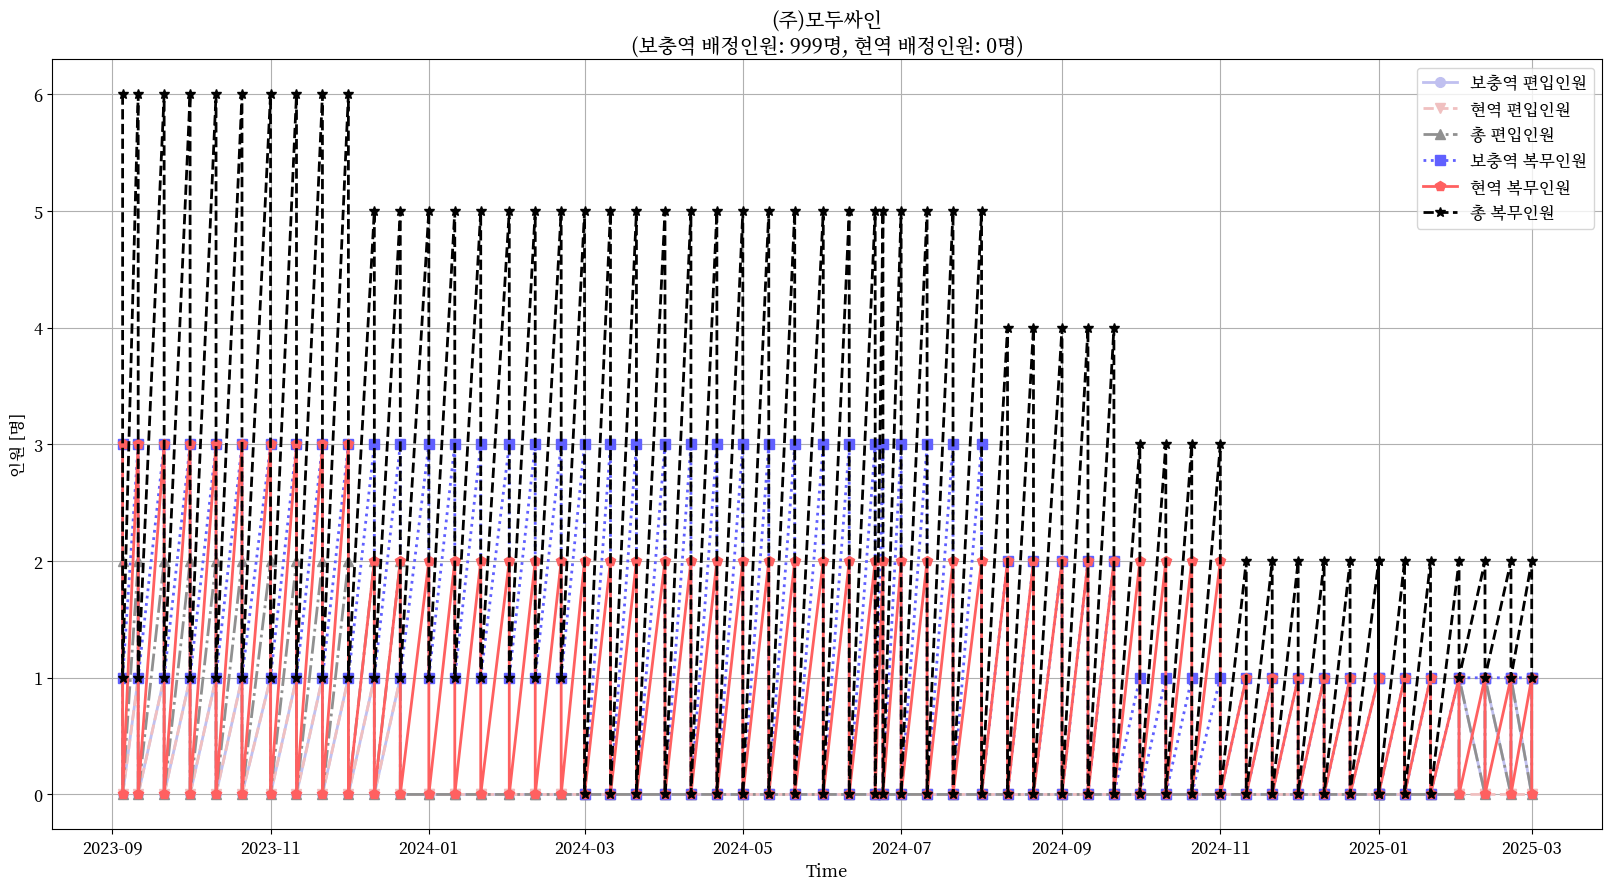 (주)모두싸인
(보충역 배정인원: 999명, 현역 배정인원: 0명)
인원 [명]
6
5
4
3
2
1
0
보충역 편입인원
현역 편입인원
총 편입인원
보충역 복무인원
현역 복무인원
총 복무인원
2023-09 2023-11 2024-01 2024-03 2024-05 2024-07 2024-09 2024-11 2025-01 2025-03
Time